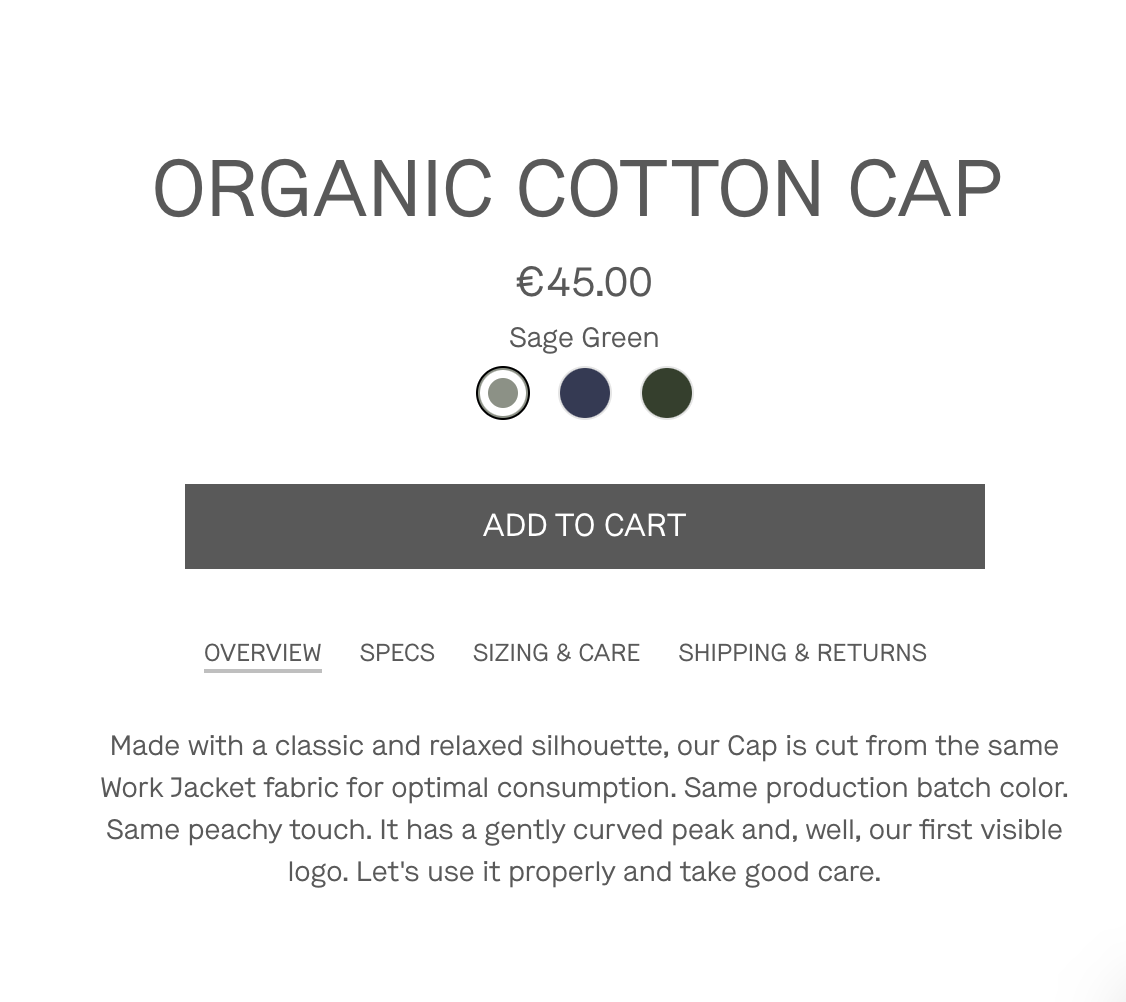 ORGANIC COTTON CAP
€45.00
Sage Green
ADD TO CART
OVERVIEW SPECS SIZING & CARE SHIPPING & RETURNS
Made with a classic and relaxed silhouette, our Cap is cut from the same
Work Jacket fabric for optimal consumption. Same production batch color.
Same peachy touch. It has a gently curved peak and, well, our first visible
logo. Let's use it properly and take good care.